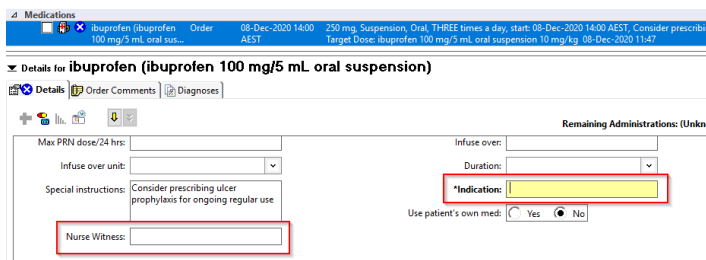 Medications
ibuprofen (ibuprofen Order 08-Dec-2020 14:00 250 mg, Suspension, Oral, THREE times a day, start: 08-Dec-2020 14:00 AEST, Consider prescribi
100 mg/5 mL oral sus... AEST Target Dose: ibuprofen 100 mg/5 mL oral suspension 10 mg/kg 08-Dec-2020 11:47
Details for ibuprofen (ibuprofen 100 mg/5 mL oral suspension)
Details Order Comments Diagnoses
Remaining Administrations: (Unkn
Max PRN dose/24 hrs: Infuse over:
Infuse over unit: Duration:
Special instructions: Consider prescribing ulcer *Indication:
prophylaxis for ongoing regular use
Use patient's own med: Yes No
Nurse Witness: